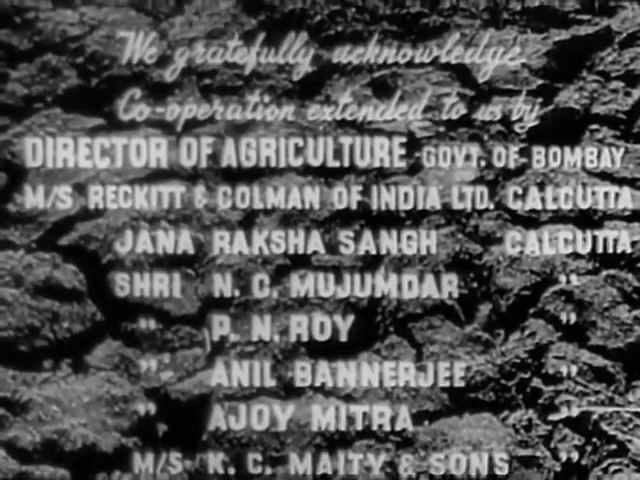 We gratefully acknowledge
Co-operation extended to us by
DIRECTOR OF AGRICULTURE GOVT. OF BOMBAY
M/S RECKITT & COLMAN OF INDIA LTD. CALCUTTA
JANA RAKSHA SANGH CALCUTTA
SHRI N. C. MUJUMDAR "
" P. N. ROY "
" ANIL BANNERJEE "
" AJOY MITRA "
M/S K. C. MAITY & SONS "